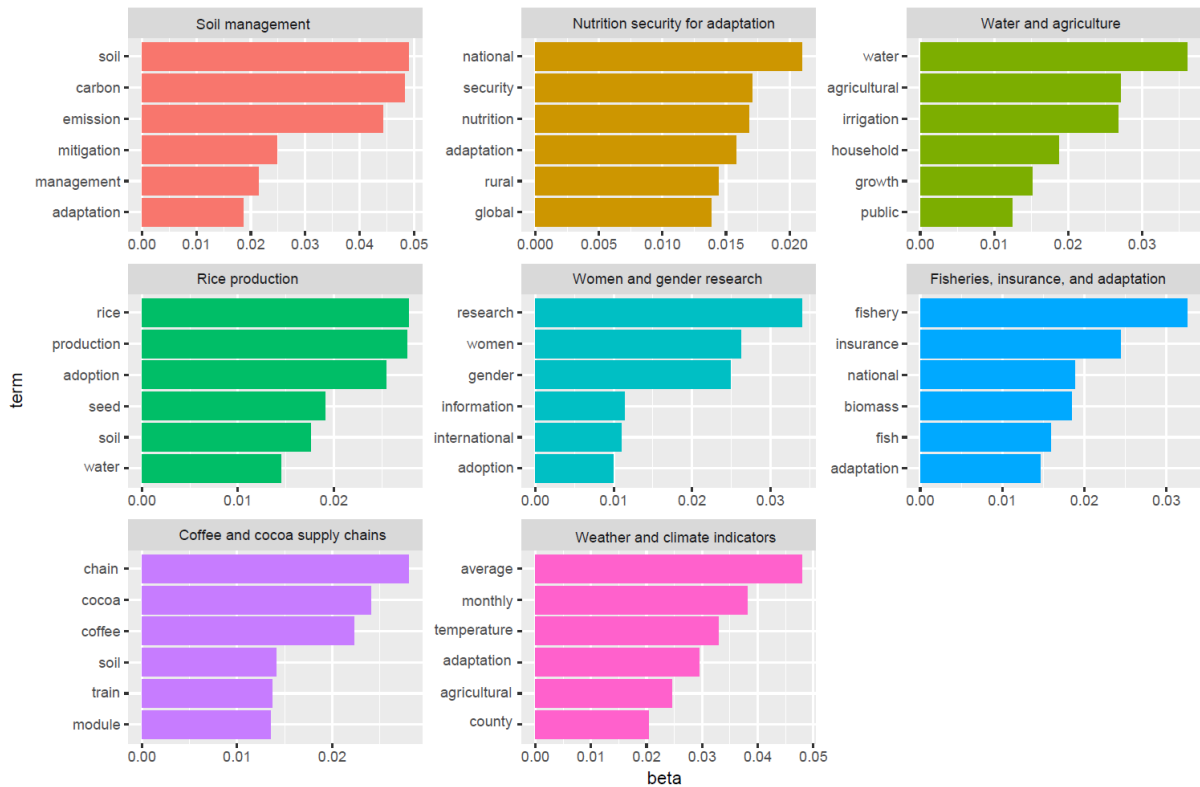 Soil management
soil
carbon
emission
mitigation
management
adaptation
0.00 0.01 0.02 0.03 0.04 0.05
Nutrition security for adaptation
national
security
nutrition
adaptation
rural
global
0.000 0.005 0.010 0.015 0.020
Water and agriculture
water
agricultural
irrigation
household
growth
public
0.00 0.01 0.02 0.03
Rice production
rice
production
adoption
seed
soil
water
0.00 0.01 0.02
Women and gender research
research
women
gender
information
international
adoption
0.00 0.01 0.02 0.03
Fisheries, insurance, and adaptation
fishery
insurance
national
biomass
fish
adaptation
0.00 0.01 0.02 0.03
Coffee and cocoa supply chains
chain
cocoa
coffee
soil
train
module
0.00 0.01 0.02
Weather and climate indicators
average
monthly
temperature
adaptation
agricultural
county
0.00 0.01 0.02 0.03 0.04 0.05
term
beta